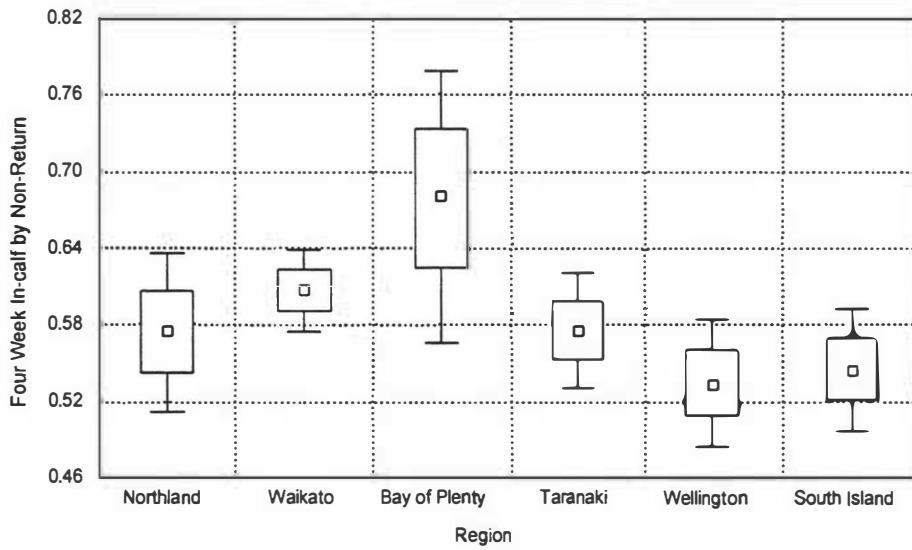 Four Week In-calf by Non-Return
0.82
0.76
0.70
0.64
0.58
0.52
0.46
Northland Waikato Bay of Plenty Taranaki Wellington South Island
Region